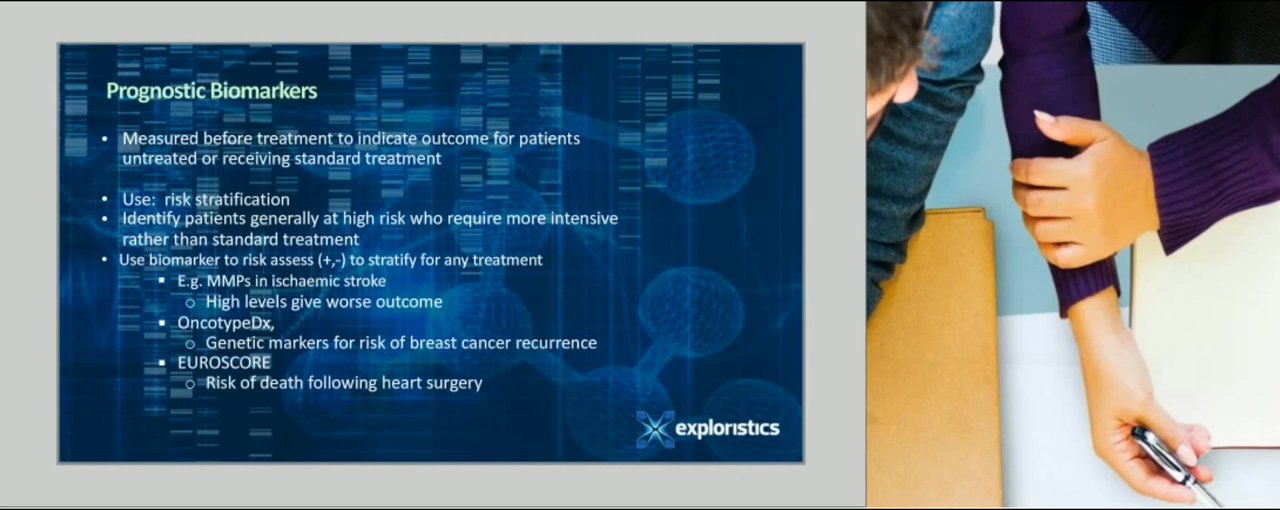 Prognostic Biomarkers
• Measured before treatment to indicate outcome for patients
untreated or receiving standard treatment
• Use: risk stratification
• Identify patients generally at high risk who require more intensive
rather than standard treatment
• Use biomarker to risk assess (+,-) to stratify for any treatment
▪ E.g. MMPs in ischaemic stroke
○ High levels give worse outcome
▪ OncotypeDx,
○ Genetic markers for risk of breast cancer recurrence
▪ EUROSCORE
○ Risk of death following heart surgery
exploristics